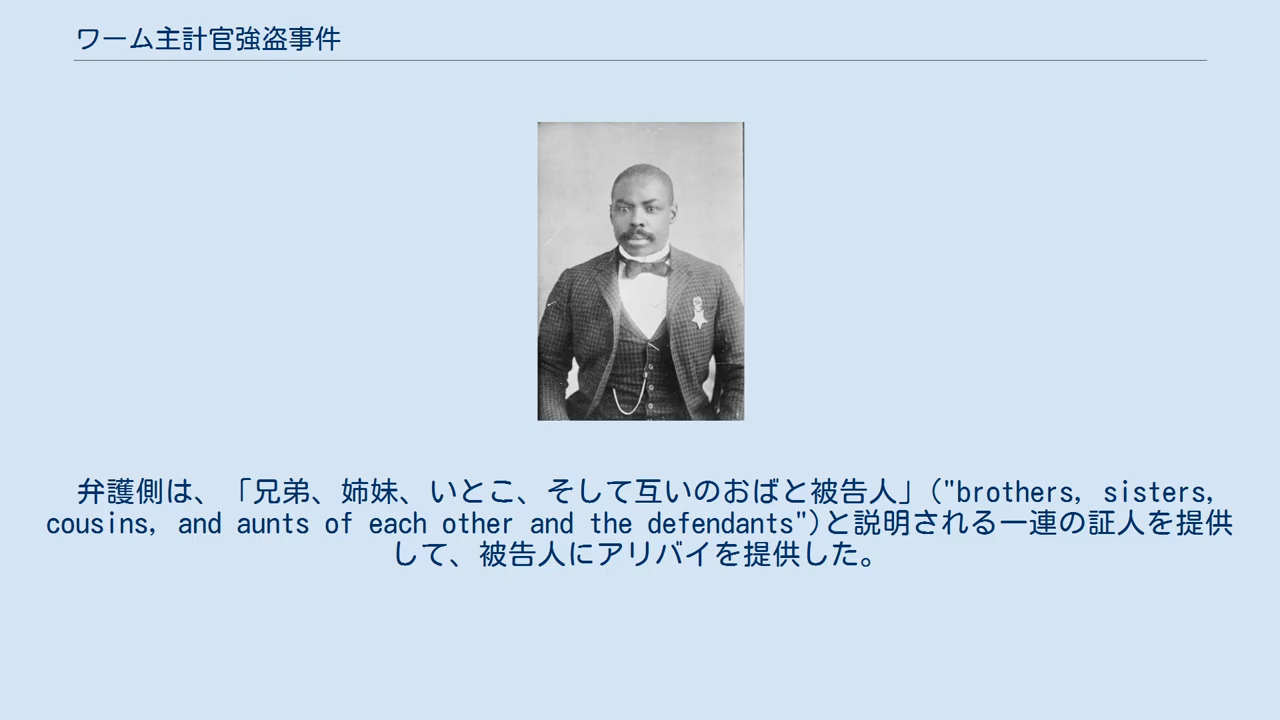 ワーム主計官強盗事件
弁護側は、「兄弟、姉妹、いとこ、そして互いのおばと被告人」("brothers, sisters,
cousins, and aunts of each other and the defendants")と説明される一連の証人を提供
して、被告人にアリバイを提供した。